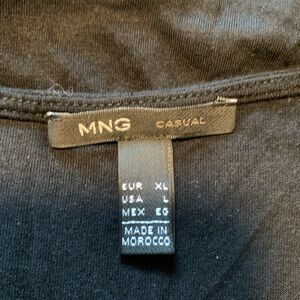 MNG CASUAL
EUR XL
USA L
MEX EG
MADE IN
MOROCCO